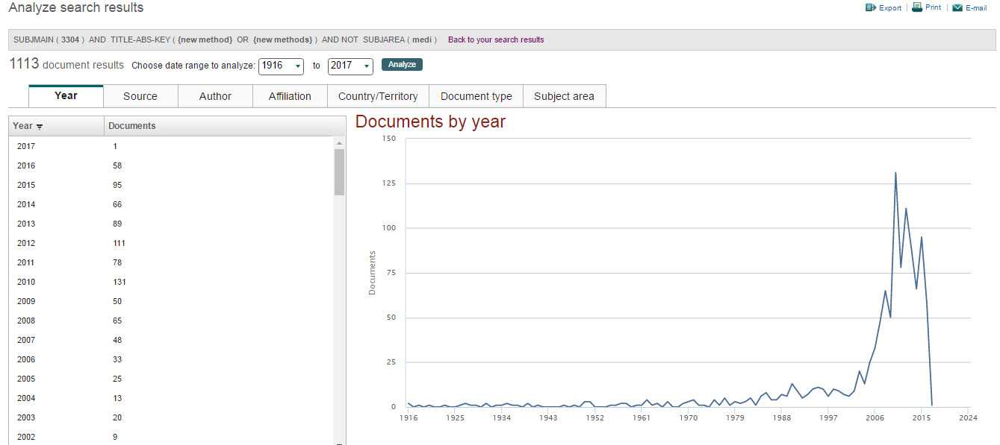 Analyze search results
Export | Print | E-mail
SUBJMAIN ( 3304 ) AND TITLE-ABS-KEY ( {new method} OR {new methods} ) AND NOT SUBJAREA ( medi ) Back to your search results
1113 document results Choose date range to analyze: 1916 to 2017 Analyze
Year Source Author Affiliation Country/Territory Document type Subject area
Year Documents
2017 1
2016 58
2015 95
2014 66
2013 89
2012 111
2011 78
2010 131
2009 50
2008 65
2007 48
2006 33
2005 25
2004 13
2003 20
2002 9
Documents by year
150
125
100
75
50
25
0
Documents
1916 1925 1934 1943 1952 1961 1970 1979 1988 1997 2006 2015 2024